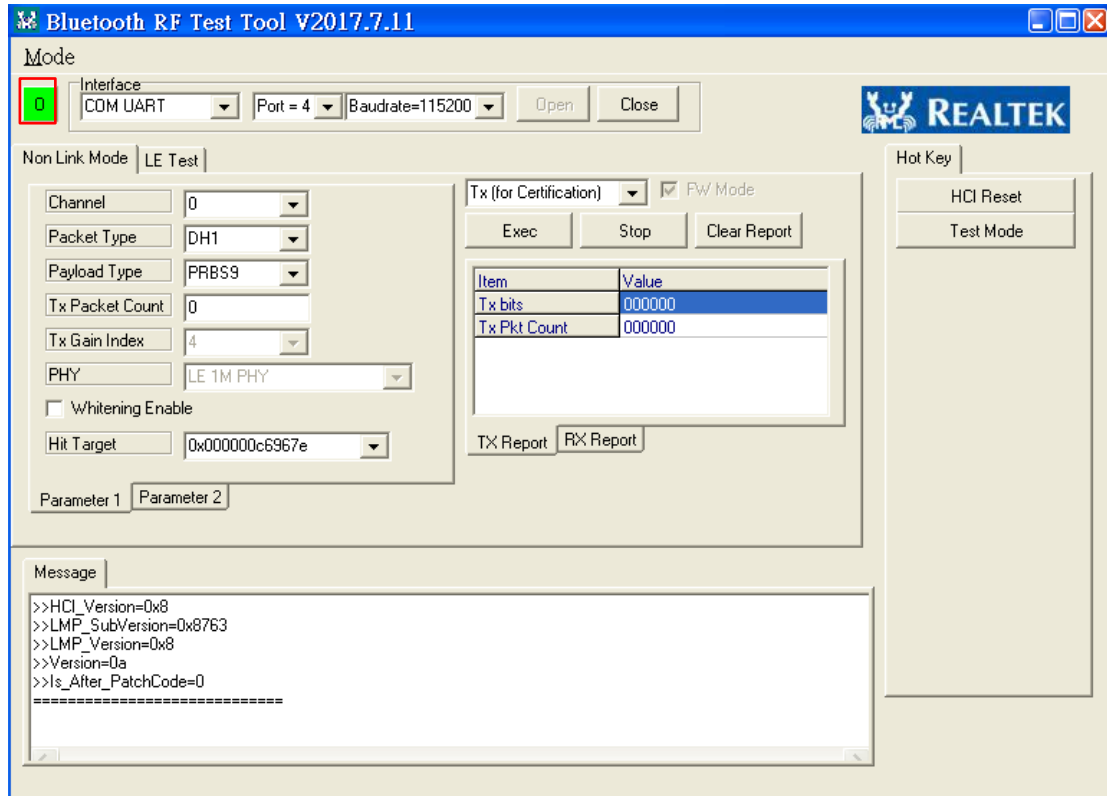 Bluetooth RF Test Tool V2017.7.11
Mode
Interface
0 COM UART Port = 4 Baudrate=115200 Open Close
REALTEK
Non Link Mode LE Test
Hot Key
Channel 0
Packet Type DH1
Payload Type PRBS9
Tx Packet Count 0
Tx Gain Index 4
PHY LE 1M PHY
Whitening Enable
Hit Target 0x000000c6967e
Parameter 1 Parameter 2
Tx (for Certification) FW Mode
Exec Stop Clear Report
Item Value
Tx bits 000000
Tx Pkt Count 000000
TX Report RX Report
HCI Reset
Test Mode
Message
>>HCI_Version=0x8
>>LMP_SubVersion=0x8763
>>LMP_Version=0x8
>>Version=0a
>>Is_After_PatchCode=0
=============================